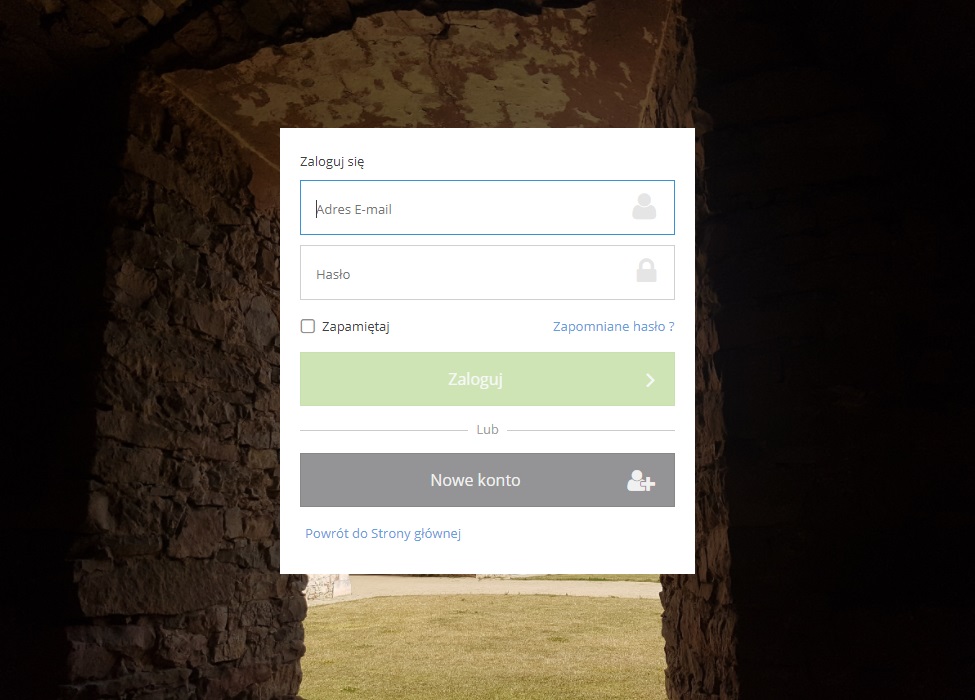 Zaloguj się
Adres E-mail
Hasło
Zapamiętaj
Zapomniane hasło ?
Zaloguj
Lub
Nowe konto
Powrót do Strony głównej